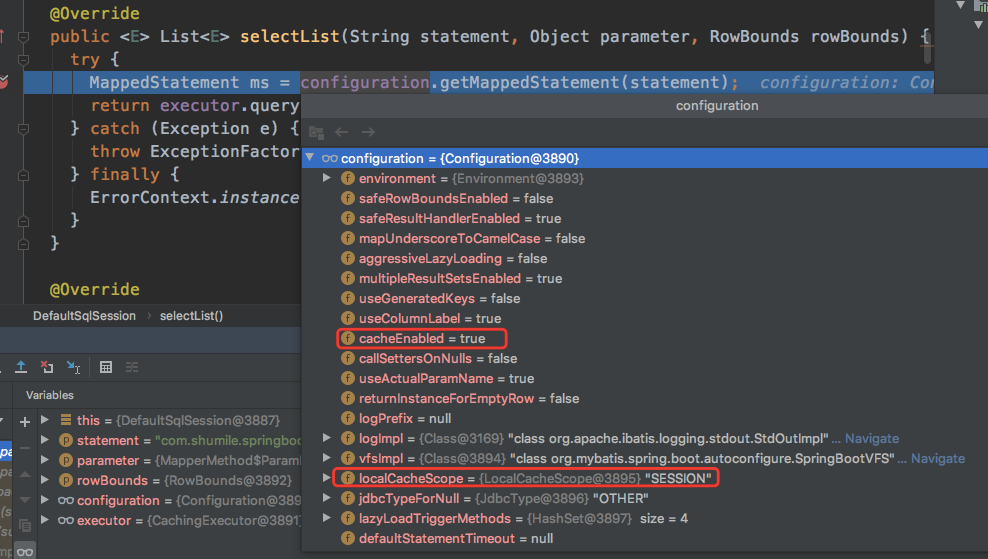 @Override
public <E> List<E> selectList(String statement, Object parameter, RowBounds rowBounds) {
try {
MappedStatement ms = configuration.getMappedStatement(statement); configuration: Con
return executor.query
} catch (Exception e) {
throw ExceptionFactor
} finally {
ErrorContext.instance
}
}
@Override
DefaultSqlSession > selectList()
Variables
this = {DefaultSqlSession@3887}
statement = "com.shumile.springboo
parameter = {MapperMethod$Param
rowBounds = {RowBounds@3892}
configuration = {Configuration@389
executor = {CachingExecutor@3891}
configuration
configuration = {Configuration@3890}
environment = {Environment@3893}
safeRowBoundsEnabled = false
safeResultHandlerEnabled = true
mapUnderscoreToCamelCase = false
aggressiveLazyLoading = false
multipleResultSetsEnabled = true
useGeneratedKeys = false
useColumnLabel = true
cacheEnabled = true
callSettersOnNulls = false
useActualParamName = true
returnInstanceForEmptyRow = false
logPrefix = null
logImpl = {Class@3169} "class org.apache.ibatis.logging.stdout.StdOutImpl"... Navigate
vfsImpl = {Class@3894} "class org.mybatis.spring.boot.autoconfigure.SpringBootVFS"... Navigate
localCacheScope = {LocalCacheScope@3895} "SESSION"
jdbcTypeForNull = {JdbcType@3896} "OTHER"
lazyLoadTriggerMethods = {HashSet@3897} size = 4
defaultStatementTimeout = null